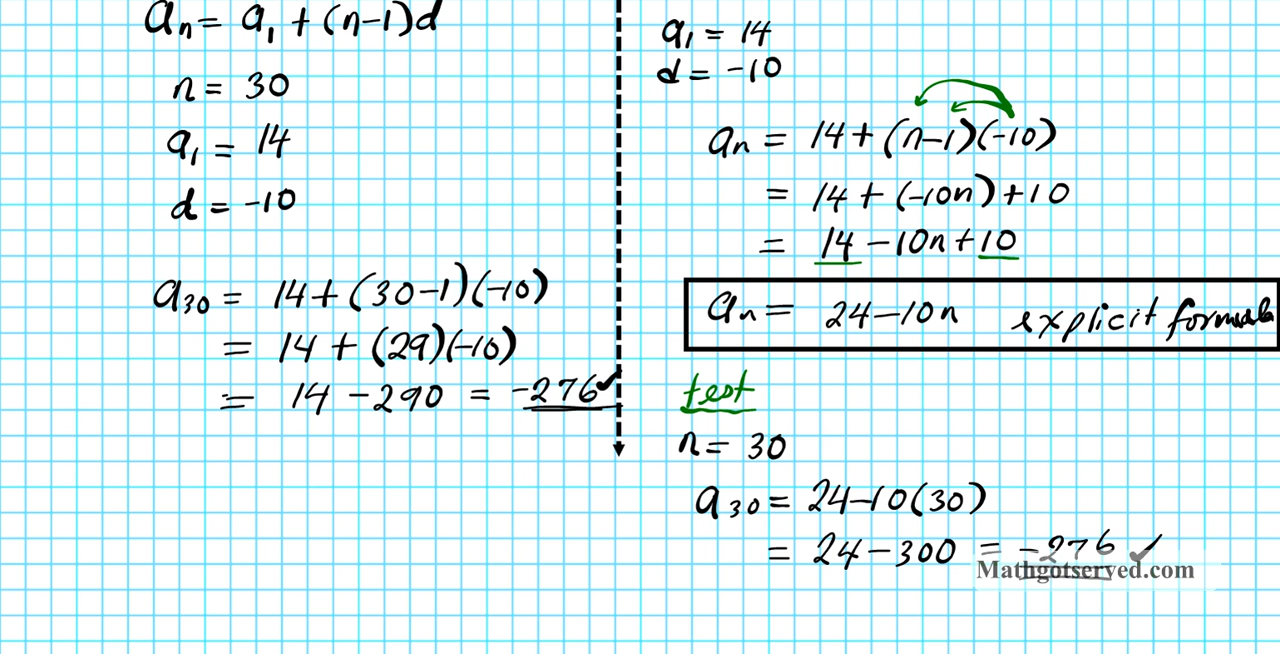 aₙ = a₁ + (n-1)d
n = 30
a₁ = 14
d = -10
a₃₀ = 14 + (30-1)(-10)
= 14 + (29)(-10)
= 14 - 290 = -276✓
a₁ = 14
d = -10
aₙ = 14 + (n-1)(-10)
= 14 + (-10n) + 10
= 14 - 10n + 10
aₙ = 24 - 10n explicit formula
test
n = 30
a₃₀ = 24 - 10(30)
= 24 - 300 = -276 ✓
Mathgotserved.com